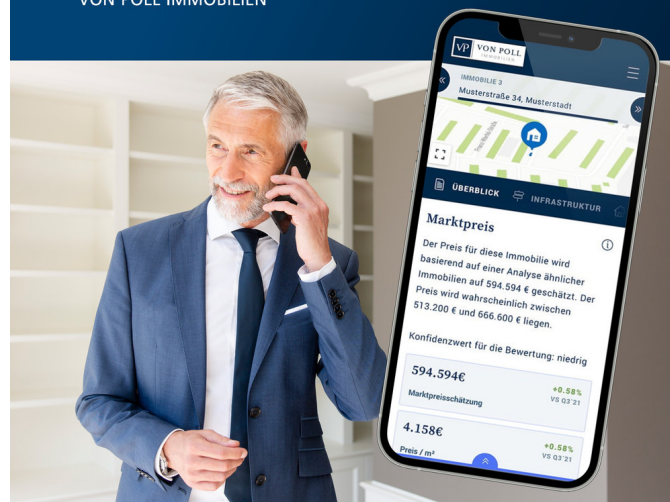 VON POLL IMMOBILIEN
VP VON POLL
IMMOBILIEN
IMMOBILIE 3
Musterstraße 34, Musterstadt
ÜBERBLICK
INFRASTRUKTUR
Marktpreis
Der Preis für diese Immobilie wird
basierend auf einer Analyse ähnlicher
Immobilien auf 594.594 € geschätzt. Der
Preis wird wahrscheinlich zwischen
513.200 € und 666.600 € liegen.
Konfidenzwert für die Bewertung: niedrig
594.594€
+0.58%
Marktpreisschätzung
VS Q3'21
4.158€
+0.58%
Preis / m²
VS Q3'21